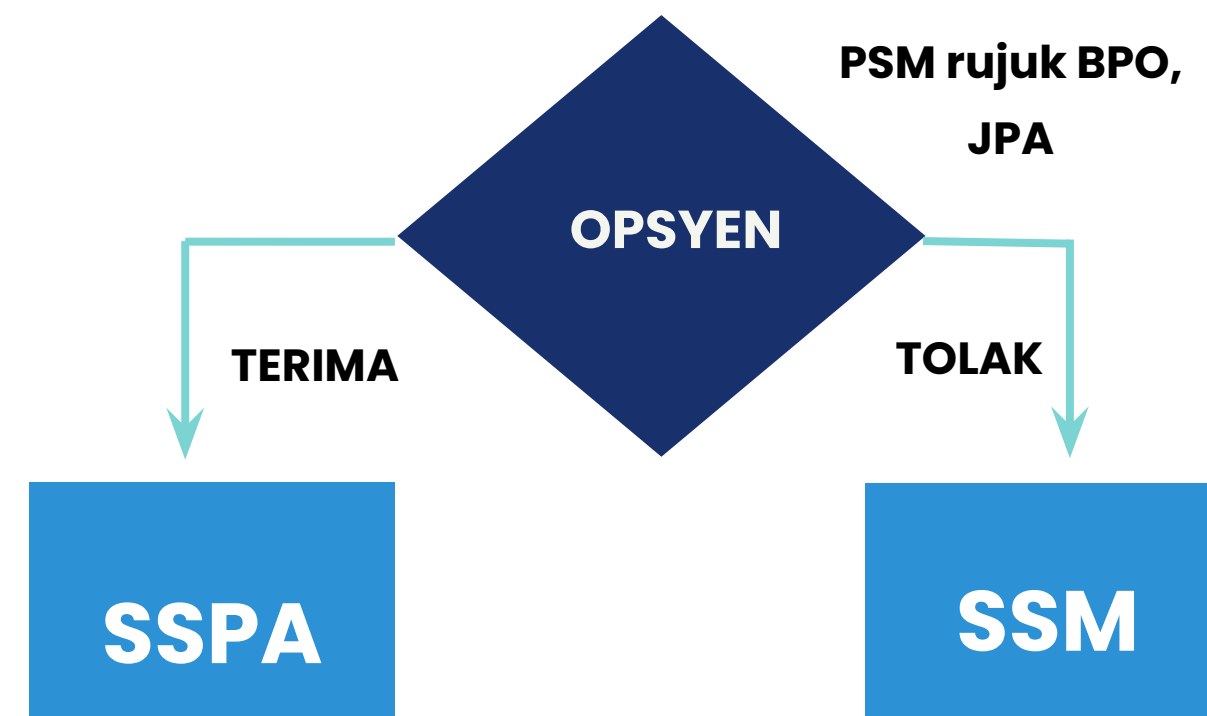 PSM rujuk BPO,
JPA
OPSYEN
TERIMA
TOLAK
SSPA
SSM